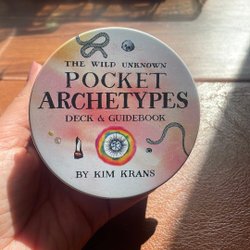 THE WILD UNKNOWN
POCKET
ARCHETYPES
DECK & GUIDEBOOK
BY KIM KRANS